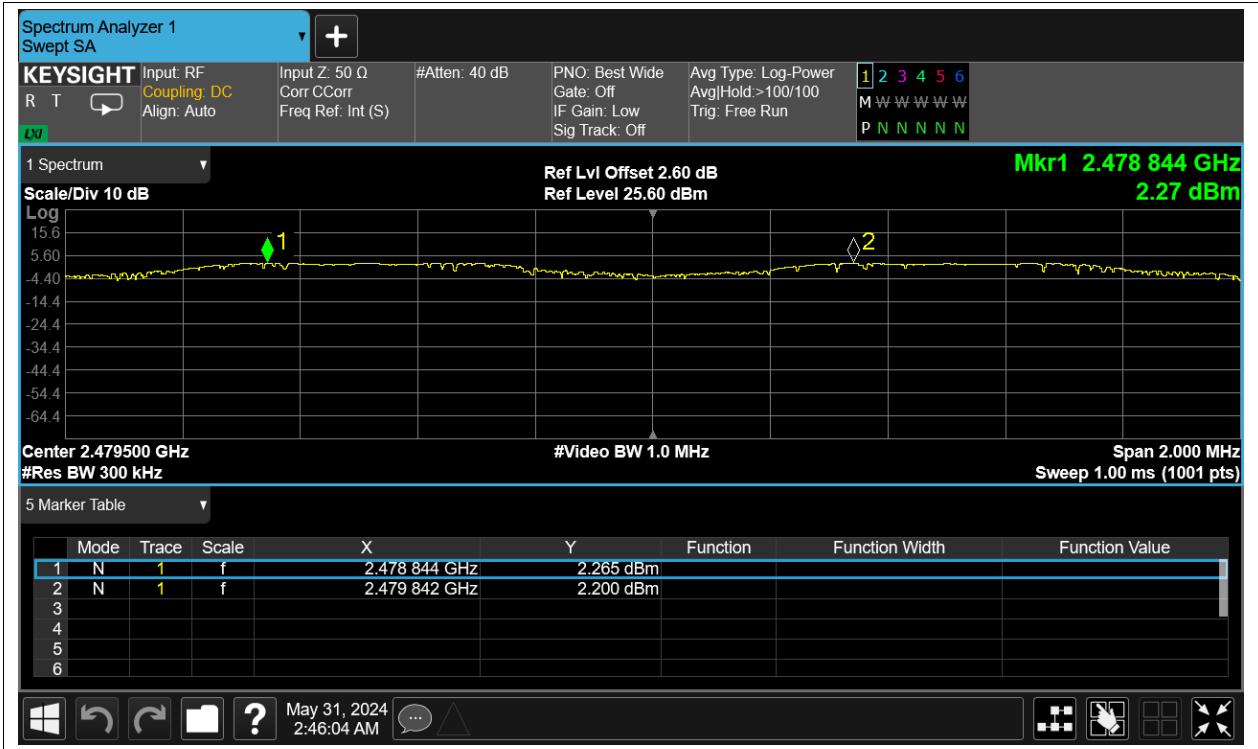 Spectrum Analyzer 1
Swept SA
KEYSIGHT
R T
LXI
Input: RF
Coupling: DC
Align: Auto
Input Z: 50 Ω
Corr CCorr
Freq Ref: Int (S)
#Atten: 40 dB
PNO: Best Wide
Gate: Off
IF Gain: Low
Sig Track: Off
Avg Type: Log-Power
Avg|Hold:>100/100
Trig: Free Run
1 2 3 4 5 6
M W W W W W
P N N N N N
1 Spectrum
Scale/Div 10 dB
Ref Lvl Offset 2.60 dB
Ref Level 25.60 dBm
Mkr1 2.478 844 GHz
2.27 dBm
Log
15.6
5.60
-4.40
-14.4
-24.4
-34.4
-44.4
-54.4
-64.4
1
2
Center 2.479500 GHz
#Res BW 300 kHz
#Video BW 1.0 MHz
Span 2.000 MHz
Sweep 1.00 ms (1001 pts)
5 Marker Table
Mode Trace Scale X Y Function Function Width Function Value
1 N 1 f 2.478 844 GHz 2.265 dBm
2 N 1 f 2.479 842 GHz 2.200 dBm
3
4
5
6
?
May 31, 2024
2:46:04 AM